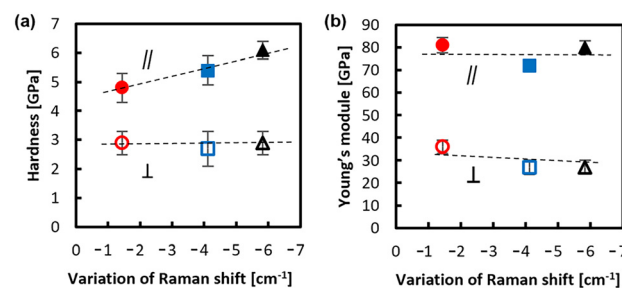 (a)
Hardness [GPa]
7
6
5
4
3
2
1
0
//
⊥
0 −1 −2 −3 −4 −5 −6 −7
Variation of Raman shift [cm-1]
(b)
Young's module [GPa]
90
80
70
60
50
40
30
20
10
0
//
⊥
0 −1 −2 −3 −4 −5 −6 −7
Variation of Raman shift [cm-1]